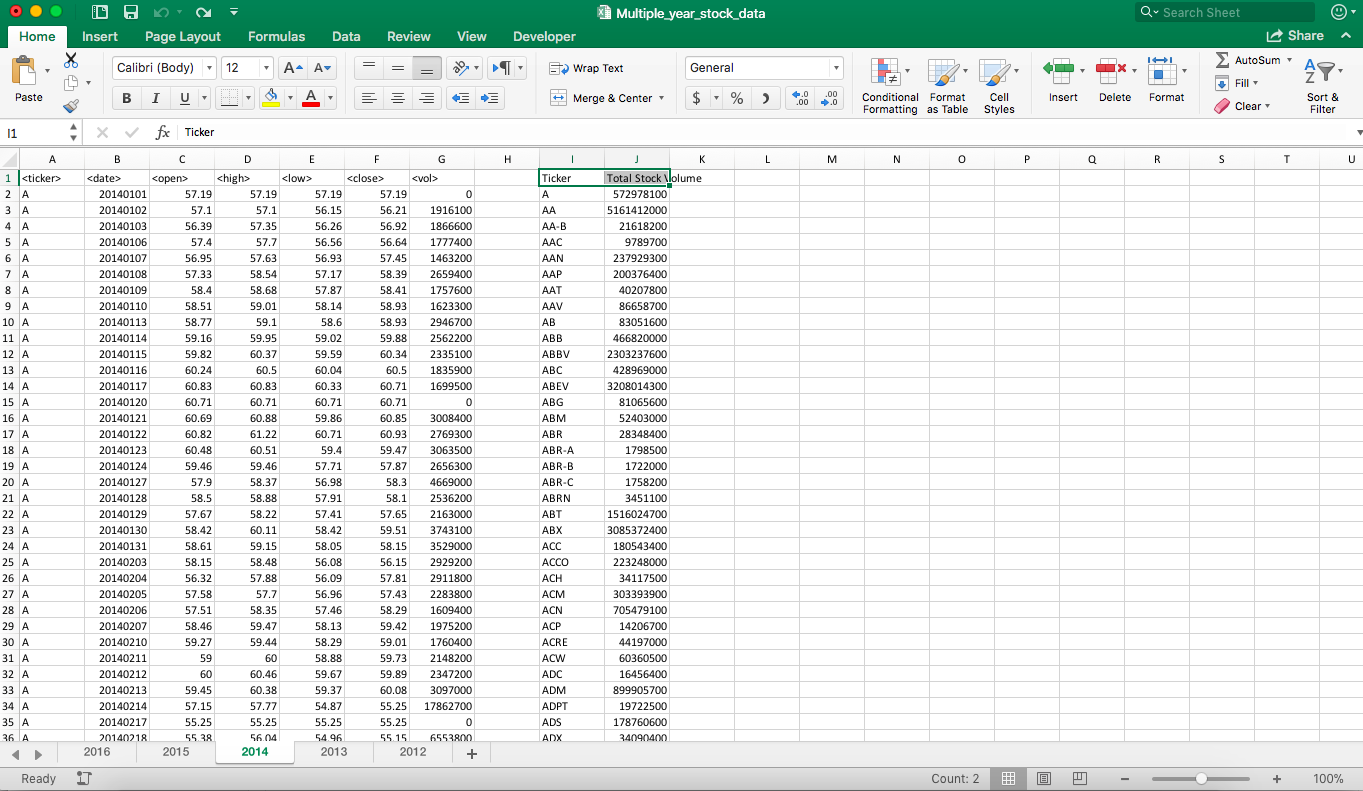 Multiple_year_stock_data
Search Sheet
Home Insert Page Layout Formulas Data Review View Developer Share
Paste
Calibri (Body) 12 A A
B I U A
Wrap Text
Merge & Center
General
$ % .00 .00
Conditional Formatting
Format as Table
Cell Styles
Insert Delete Format
AutoSum
Fill
Clear
Sort & Filter
I1 fx Ticker
A B C D E F G H I J K L M N O P Q R S T U
1 <ticker> <date> <open> <high> <low> <close> <vol> Ticker Total Stock Volume
2 A 20140101 57.19 57.19 57.19 57.19 0 A 572978100
3 A 20140102 57.1 57.1 56.15 56.21 1916100 AA 5161412000
4 A 20140103 56.39 57.35 56.26 56.92 1866600 AA-B 21618200
5 A 20140106 57.4 57.7 56.56 56.64 1777400 AAC 9789700
6 A 20140107 56.95 57.63 56.93 57.45 1463200 AAN 237929300
7 A 20140108 57.33 58.54 57.17 58.39 2659400 AAP 200376400
8 A 20140109 58.4 58.68 57.87 58.41 1757600 AAT 40207800
9 A 20140110 58.51 59.01 58.14 58.93 1623300 AAV 86658700
10 A 20140113 58.77 59.1 58.6 58.93 2946700 AB 83051600
11 A 20140114 59.16 59.95 59.02 59.88 2562200 ABB 466820000
12 A 20140115 59.82 60.37 59.59 60.34 2335100 ABBV 2303237600
13 A 20140116 60.24 60.5 60.04 60.5 1835900 ABC 428969000
14 A 20140117 60.83 60.83 60.33 60.71 1699500 ABEV 3208014300
15 A 20140120 60.71 60.71 60.71 60.71 0 ABG 81065600
16 A 20140121 60.69 60.88 59.86 60.85 3008400 ABM 52403000
17 A 20140122 60.82 61.22 60.71 60.93 2769300 ABR 28348400
18 A 20140123 60.48 60.51 59.4 59.47 3063500 ABR-A 1798500
19 A 20140124 59.46 59.46 57.71 57.87 2656300 ABR-B 1722000
20 A 20140127 57.9 58.37 56.98 58.3 4669000 ABR-C 1758200
21 A 20140128 58.5 58.88 57.91 58.1 2536200 ABRN 3451100
22 A 20140129 57.67 58.22 57.41 57.65 2163000 ABT 1516024700
23 A 20140130 58.42 60.11 58.42 59.51 3743100 ABX 3085372400
24 A 20140131 58.61 59.15 58.05 58.15 3529000 ACC 180543400
25 A 20140203 58.15 58.48 56.08 56.15 2929200 ACCO 223248000
26 A 20140204 56.32 57.88 56.09 57.81 2911800 ACH 34117500
27 A 20140205 57.58 57.7 56.96 57.43 2283800 ACM 303393900
28 A 20140206 57.51 58.35 57.46 58.29 1609400 ACN 705479100
29 A 20140207 58.46 59.47 58.13 59.42 1975200 ACP 14206700
30 A 20140210 59.27 59.44 58.29 59.01 1760400 ACRE 44197000
31 A 20140211 59 60 58.88 59.73 2148200 ACW 60360500
32 A 20140212 60 60.46 59.67 59.89 2347200 ADC 16456400
33 A 20140213 59.45 60.38 59.37 60.08 3097000 ADM 899905700
34 A 20140214 57.15 57.77 54.87 55.25 17862700 ADPT 19722500
35 A 20140217 55.25 55.25 55.25 55.25 0 ADS 178760600
36 A 20140218 55.38 56.04 54.96 55.15 6553800 ADX 34090400
2016 2015 2014 2013 2012 +
Ready Count: 2 − + 100%